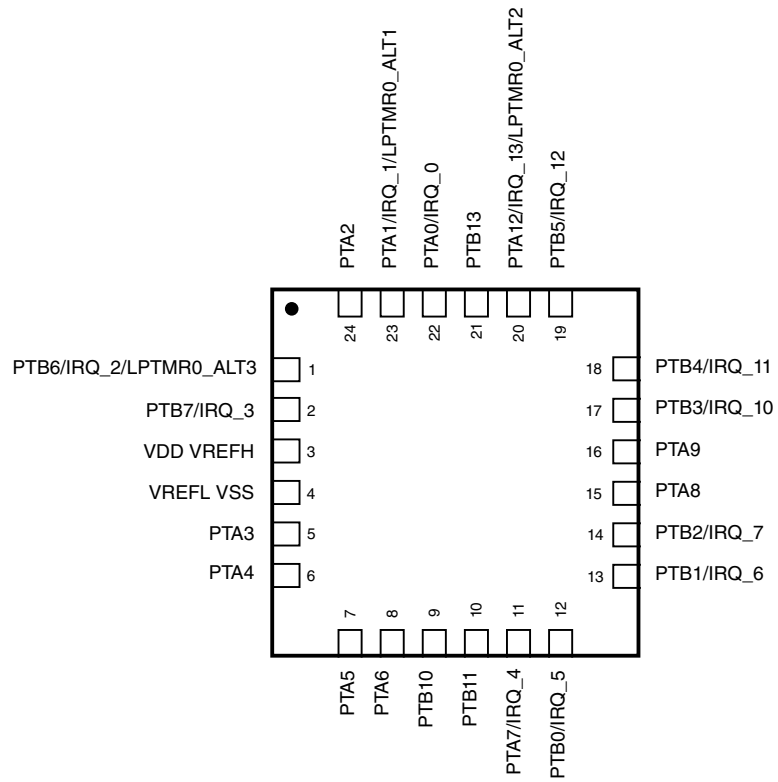 PTA2
PTA1/IRQ_1/LPTMR0_ALT1
PTA0/IRQ_0
PTB13
PTA12/IRQ_13/LPTMR0_ALT2
PTB5/IRQ_12
24
23
22
21
20
19
PTB6/IRQ_2/LPTMR0_ALT3
1
18
PTB4/IRQ_11
PTB7/IRQ_3
2
17
PTB3/IRQ_10
VDD VREFH
3
16
PTA9
VREFL VSS
4
15
PTA8
PTA3
5
14
PTB2/IRQ_7
PTA4
6
13
PTB1/IRQ_6
7
8
9
10
11
12
PTA5
PTA6
PTB10
PTB11
PTA7/IRQ_4
PTB0/IRQ_5